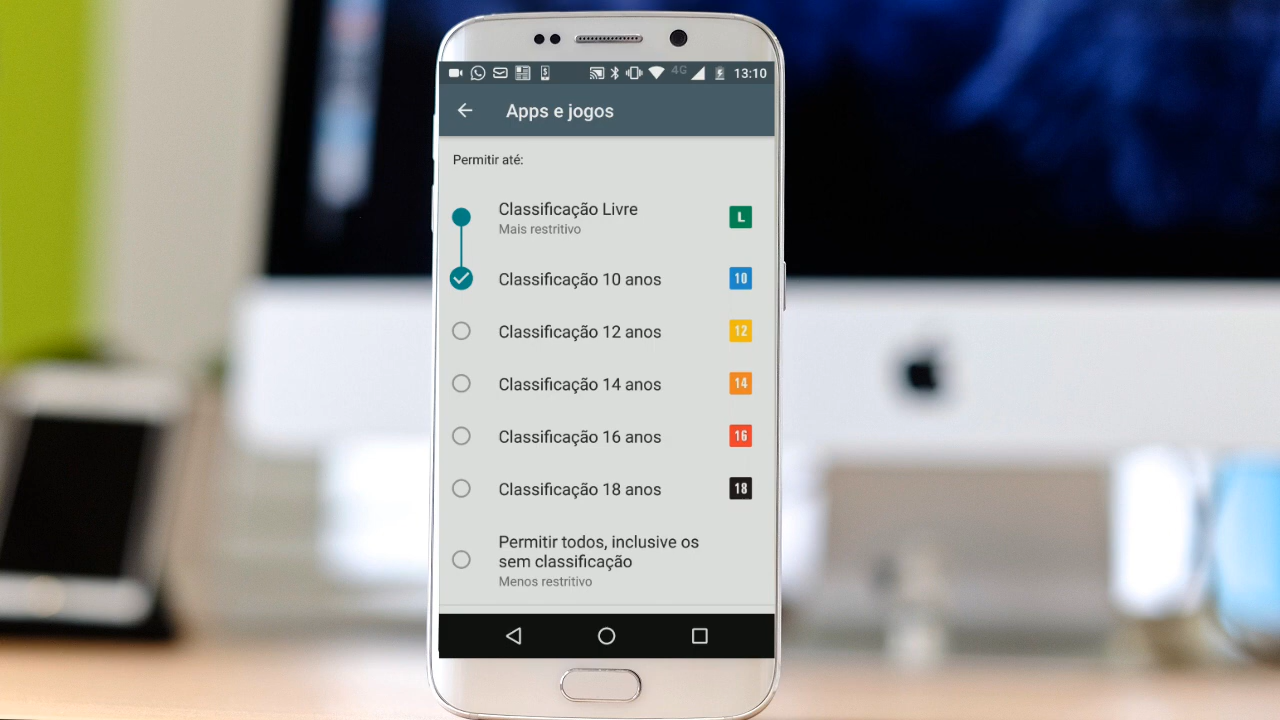 4G 13:10
Apps e jogos
Permitir até:
Classificação Livre L
Mais restritivo
Classificação 10 anos 10
Classificação 12 anos 12
Classificação 14 anos 14
Classificação 16 anos 16
Classificação 18 anos 18
Permitir todos, inclusive os
sem classificação
Menos restritivo